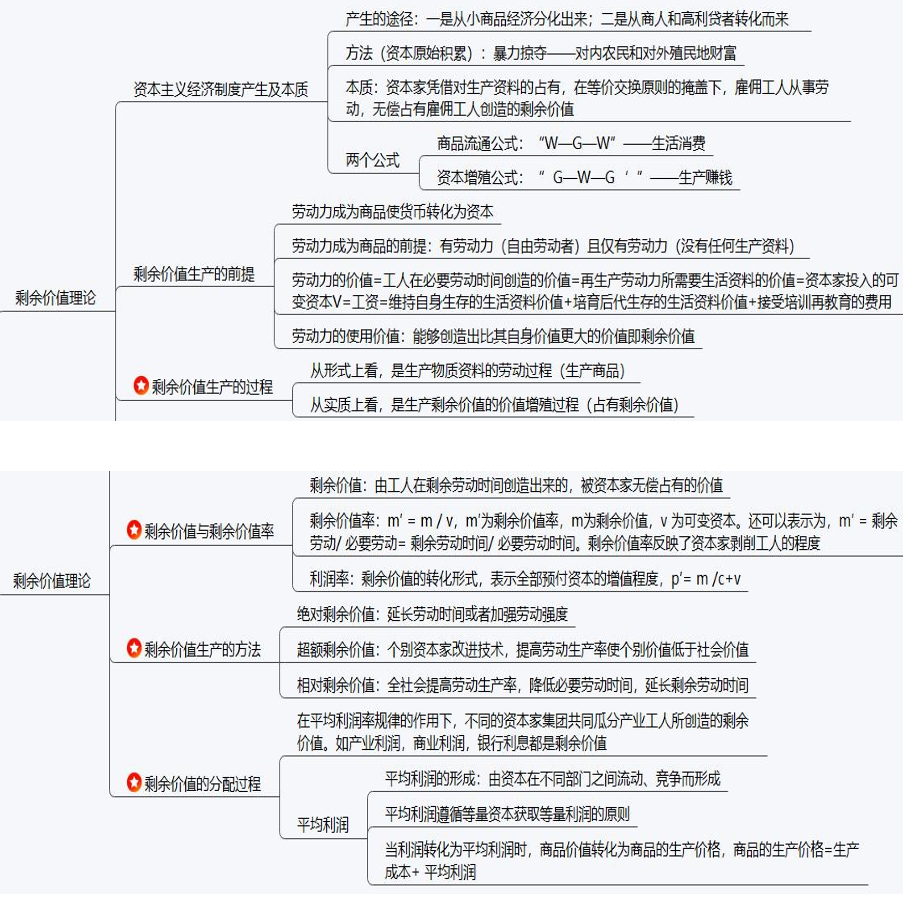 产生的途径：一是从小商品经济分化出来；二是从商人和高利贷者转化而来
方法（资本原始积累）：暴力掠夺——对内农民和对外殖民地财富
资本主义经济制度产生及本质
本质：资本家凭借对生产资料的占有，在等价交换原则的掩盖下，雇佣工人从事劳
动，无偿占有雇佣工人创造的剩余价值
两个公式
商品流通公式：“W—G—W”——生活消费
资本增殖公式：“ G—W—G ‘ ”——生产赚钱
劳动力成为商品使货币转化为资本
劳动力成为商品的前提：有劳动力（自由劳动者）且仅有劳动力（没有任何生产资料）
剩余价值生产的前提
剩余价值理论
劳动力的价值=工人在必要劳动时间创造的价值=再生产劳动力所需要生活资料的价值=资本家投入的可
变资本V=工资=维持自身生存的生活资料价值+培育后代生存的生活资料价值+接受培训再教育的费用
劳动力的使用价值：能够创造出比其自身价值更大的价值即剩余价值
剩余价值生产的过程
从形式上看，是生产物质资料的劳动过程（生产商品）
从实质上看，是生产剩余价值的价值增殖过程（占有剩余价值）
剩余价值：由工人在剩余劳动时间创造出来的，被资本家无偿占有的价值
剩余价值与剩余价值率
剩余价值率：m′ = m / v，m′为剩余价值率，m为剩余价值，v 为可变资本。还可以表示为，m′ = 剩余
劳动/ 必要劳动= 剩余劳动时间/ 必要劳动时间。剩余价值率反映了资本家剥削工人的程度
利润率：剩余价值的转化形式，表示全部预付资本的增值程度，p′= m /c+v
剩余价值理论
绝对剩余价值：延长劳动时间或者加强劳动强度
剩余价值生产的方法
超额剩余价值：个别资本家改进技术，提高劳动生产率使个别价值低于社会价值
相对剩余价值：全社会提高劳动生产率，降低必要劳动时间，延长剩余劳动时间
在平均利润率规律的作用下，不同的资本家集团共同瓜分产业工人所创造的剩余
价值。如产业利润，商业利润，银行利息都是剩余价值
剩余价值的分配过程
平均利润
平均利润的形成：由资本在不同部门之间流动、竞争而形成
平均利润遵循等量资本获取等量利润的原则
当利润转化为平均利润时，商品价值转化为商品的生产价格，商品的生产价格=生产
成本+ 平均利润